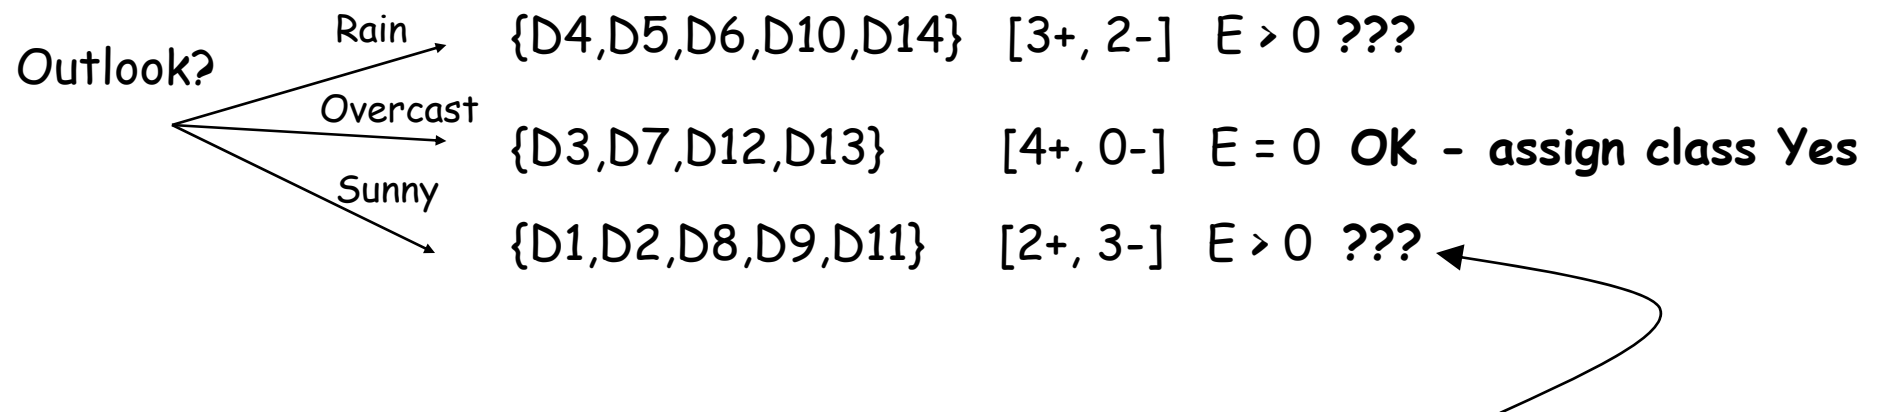 Rain {D4,D5,D6,D10,D14} [3+, 2-] E > 0 ???
Outlook?
Overcast
{D3,D7,D12,D13} [4+, 0-] E = 0 OK - assign class Yes
Sunny
{D1,D2,D8,D9,D11} [2+, 3-] E > 0 ???